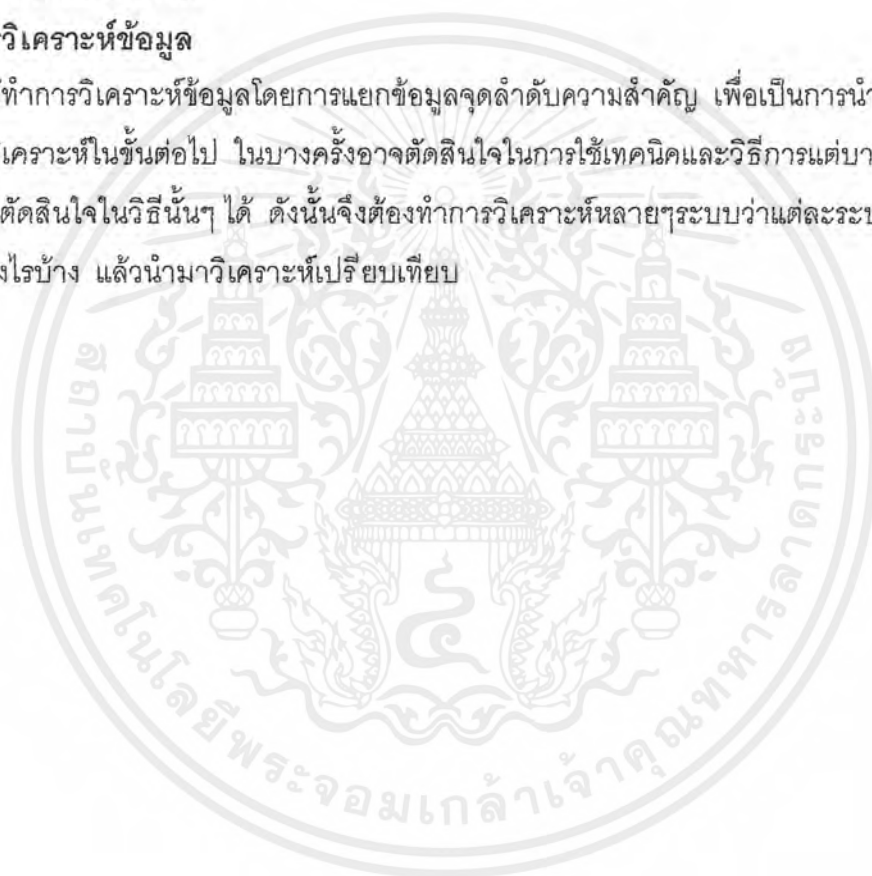 รวิเคราะห์ข้อมูล
ทำการวิเคราะห์ข้อมูลโดยการแยกข้อมูลจุดลำดับความสำคัญ เพื่อเป็นการนำ
เคราะห์ในขั้นต่อไป ในบางครั้งอาจตัดสินใจในการใช้เทคนิคและวิธีการแต่บา
ตัดสินใจในวิธีนั้นๆ ได้ ดังนั้นจึงต้องทำการวิเคราะห์หลายๆระบบว่าแต่ละระบ
งไรบ้าง แล้วนำมาวิเคราะห์เปรียบเทียบ
สถาบันเทคโนโลยีพระจอมเกล้าเจ้าคุณทหารลาดกระบัง